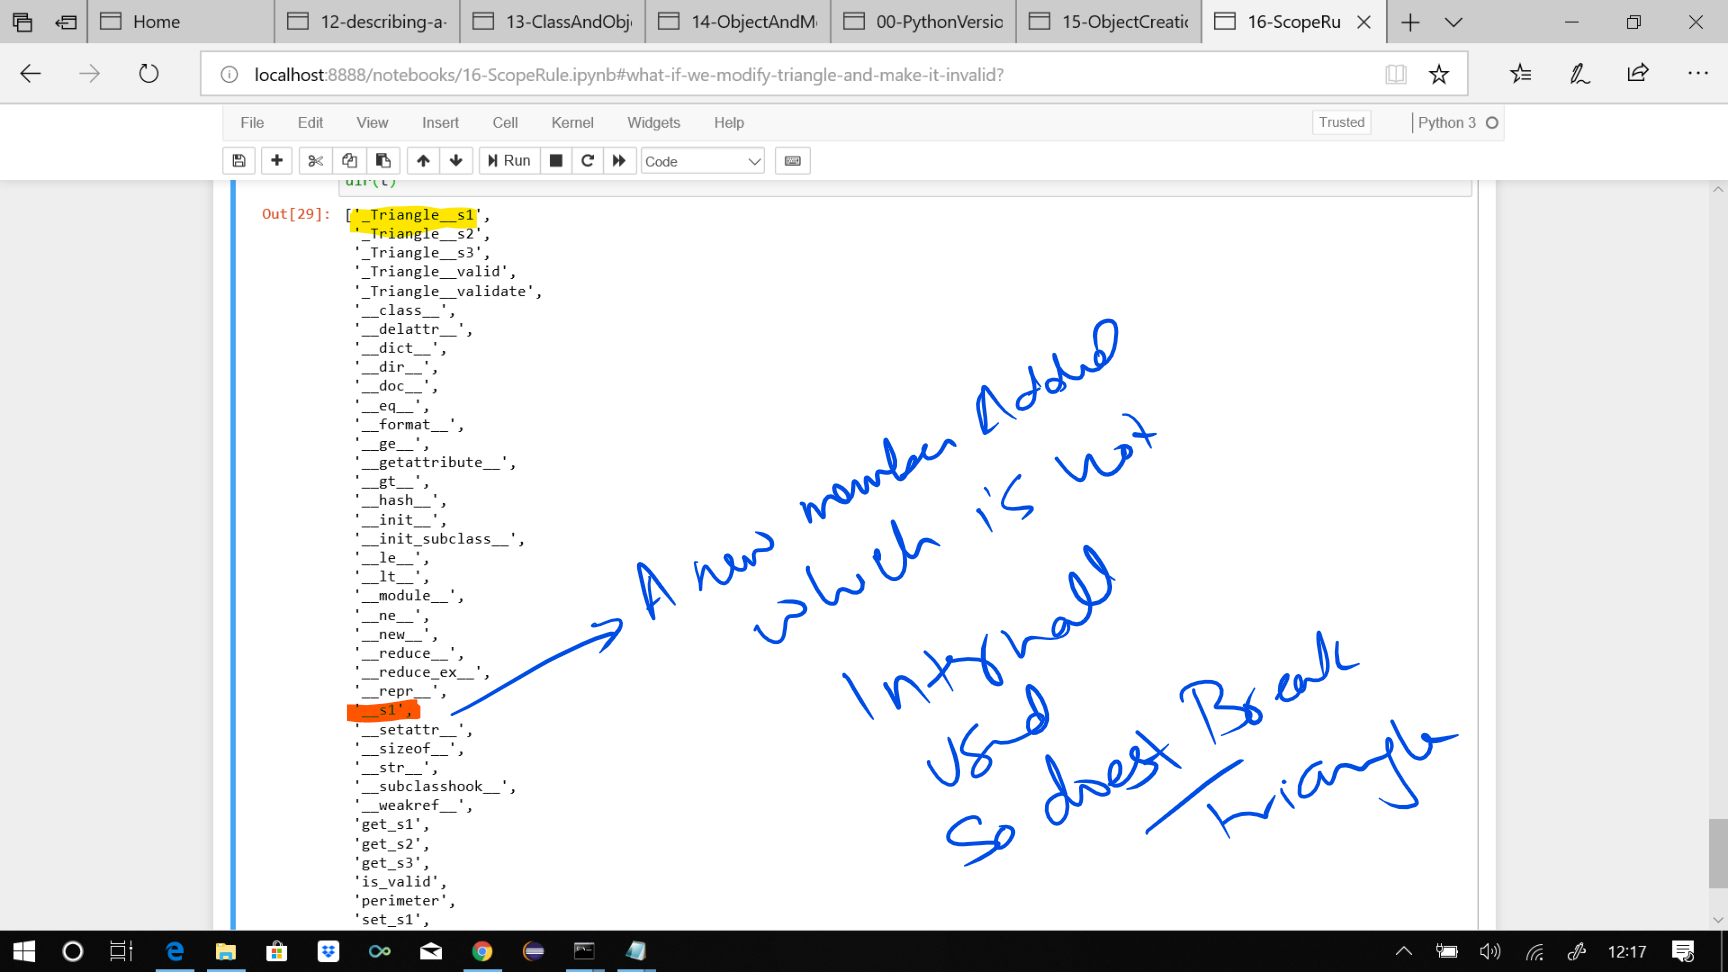 Home
12-describing-a-
13-ClassAndObj
14-ObjectAndM
00-PythonVersio
15-ObjectCreatic
16-ScopeRu
localhost:8888/notebooks/16-ScopeRule.ipynb#what-if-we-modify-triangle-and-make-it-invalid?
File Edit View Insert Cell Kernel Widgets Help
Trusted
Python 3
Run
Code
dir(t)
Out[29]: ['_Triangle__s1',
'_Triangle__s2',
'_Triangle__s3',
'_Triangle__valid',
'_Triangle__validate',
'__class__',
'__delattr__',
'__dict__',
'__dir__',
'__doc__',
'__eq__',
'__format__',
'__ge__',
'__getattribute__',
'__gt__',
'__hash__',
'__init__',
'__init_subclass__',
'__le__',
'__lt__',
'__module__',
'__ne__',
'__new__',
'__reduce__',
'__reduce_ex__',
'__repr__',
'__s1',
'__setattr__',
'__sizeof__',
'__str__',
'__subclasshook__',
'__weakref__',
'get_s1',
'get_s2',
'get_s3',
'is_valid',
'perimeter',
'set_s1',
A new member Added
which is not
Internall
used
So doest Break
Triangle
12:17